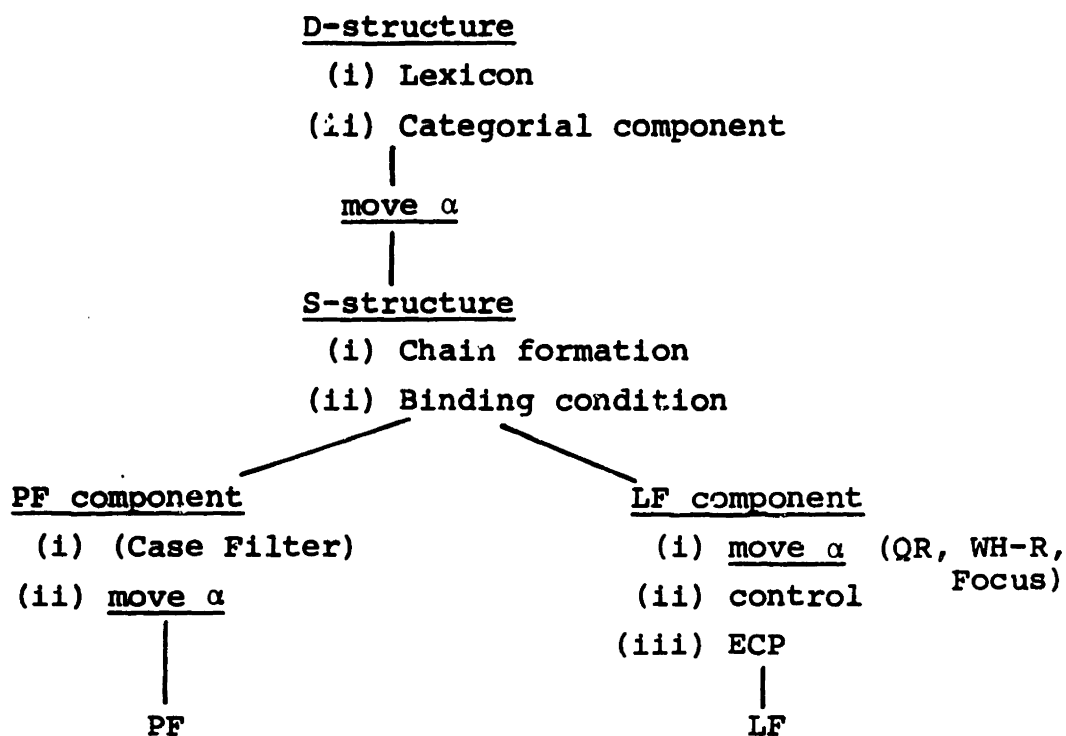 D-structure
(i) Lexicon
(ii) Categorial component
move α
S-structure
(i) Chain formation
(ii) Binding condition
PF component
(i) (Case Filter)
(ii) move α
PF
LF component
(i) move α (QR, WH-R,
Focus)
(ii) control
(iii) ECP
LF